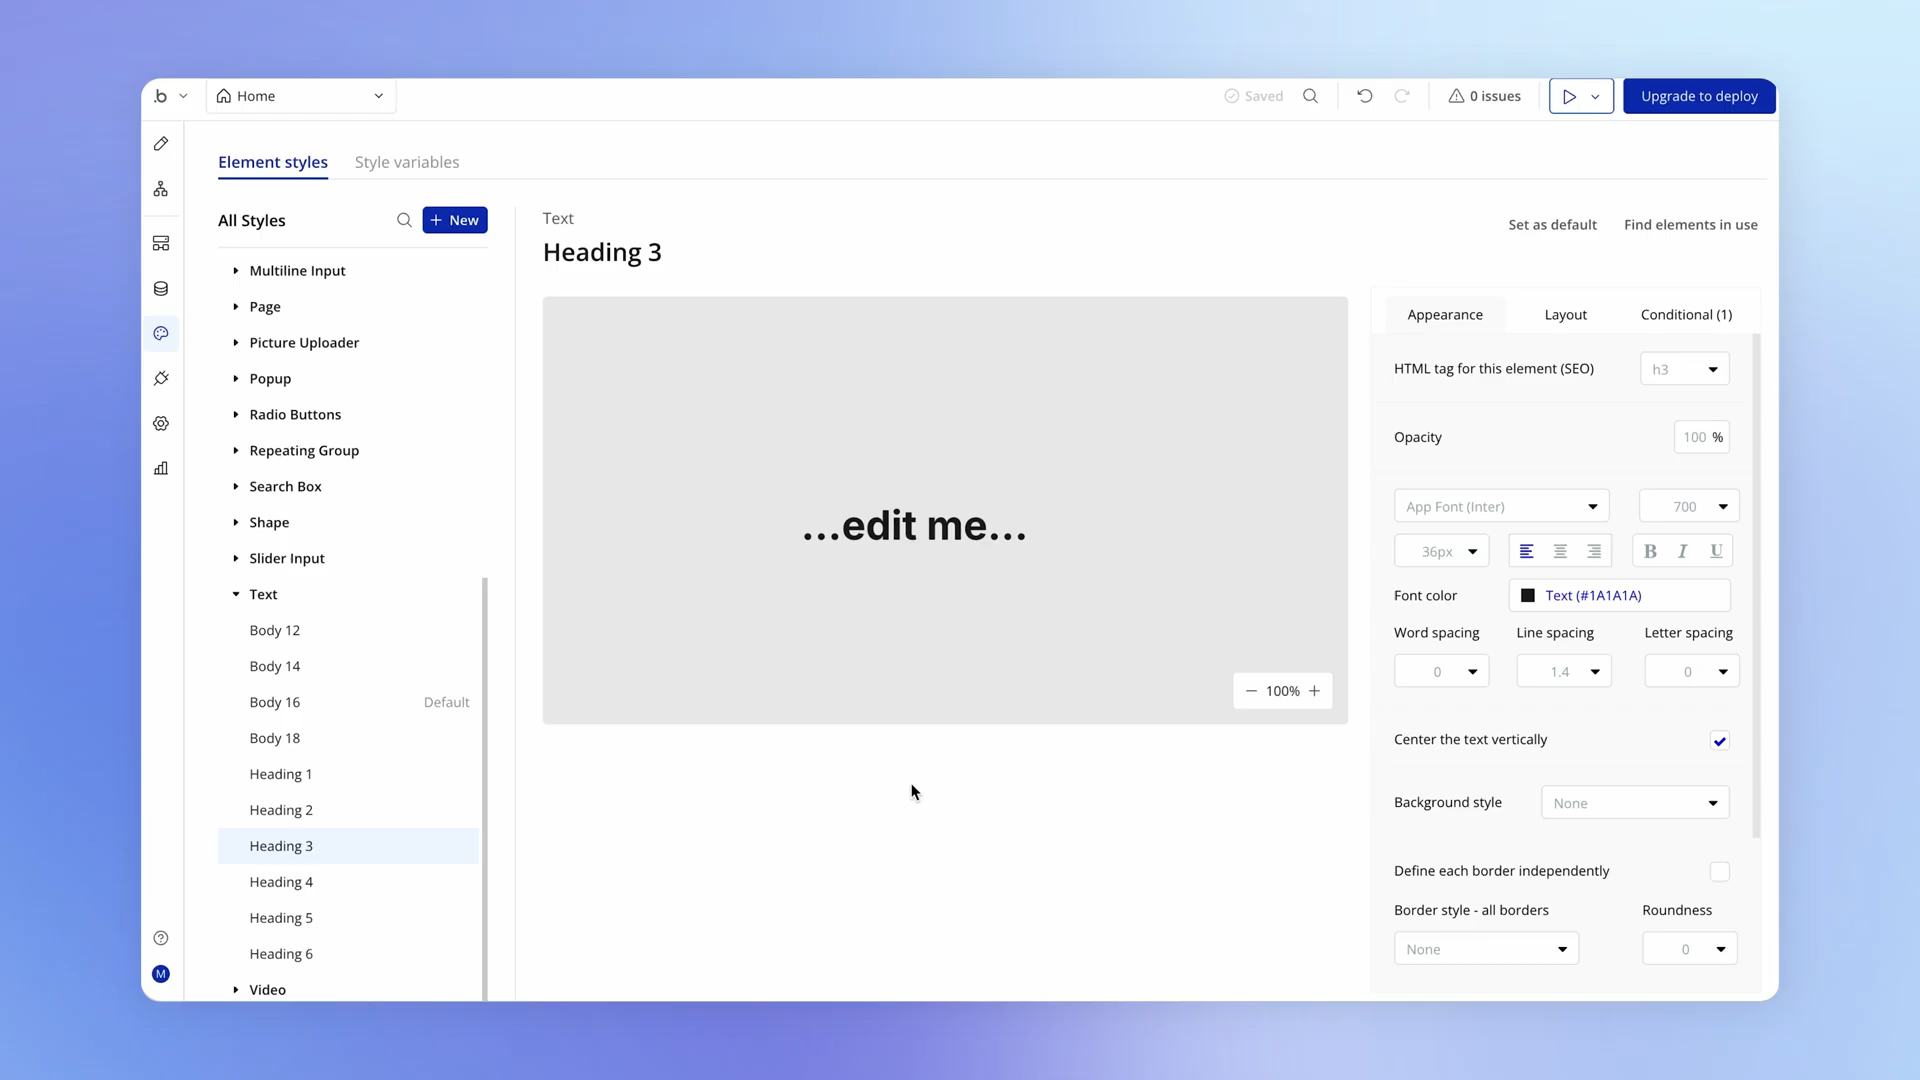 .b
Home
Saved
0 issues
Upgrade to deploy
Element styles
Style variables
All Styles
+ New
Multiline Input
Page
Picture Uploader
Popup
Radio Buttons
Repeating Group
Search Box
Shape
Slider Input
Text
Body 12
Body 14
Body 16 Default
Body 18
Heading 1
Heading 2
Heading 3
Heading 4
Heading 5
Heading 6
Video
M
Text
Heading 3
Set as default
Find elements in use
...edit me...
100%
Appearance
Layout
Conditional (1)
HTML tag for this element (SEO)
h3
Opacity
100 %
App Font (Inter)
700
36px
B I U
Font color
Text (#1A1A1A)
Word spacing
Line spacing
Letter spacing
0
1.4
0
Center the text vertically
Background style
None
Define each border independently
Border style - all borders
Roundness
None
0